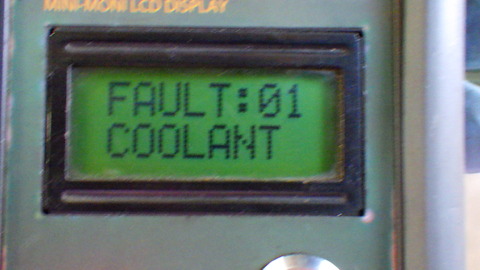 MINI-MONI LCD DISPLAY
FAULT:01
COOLANT